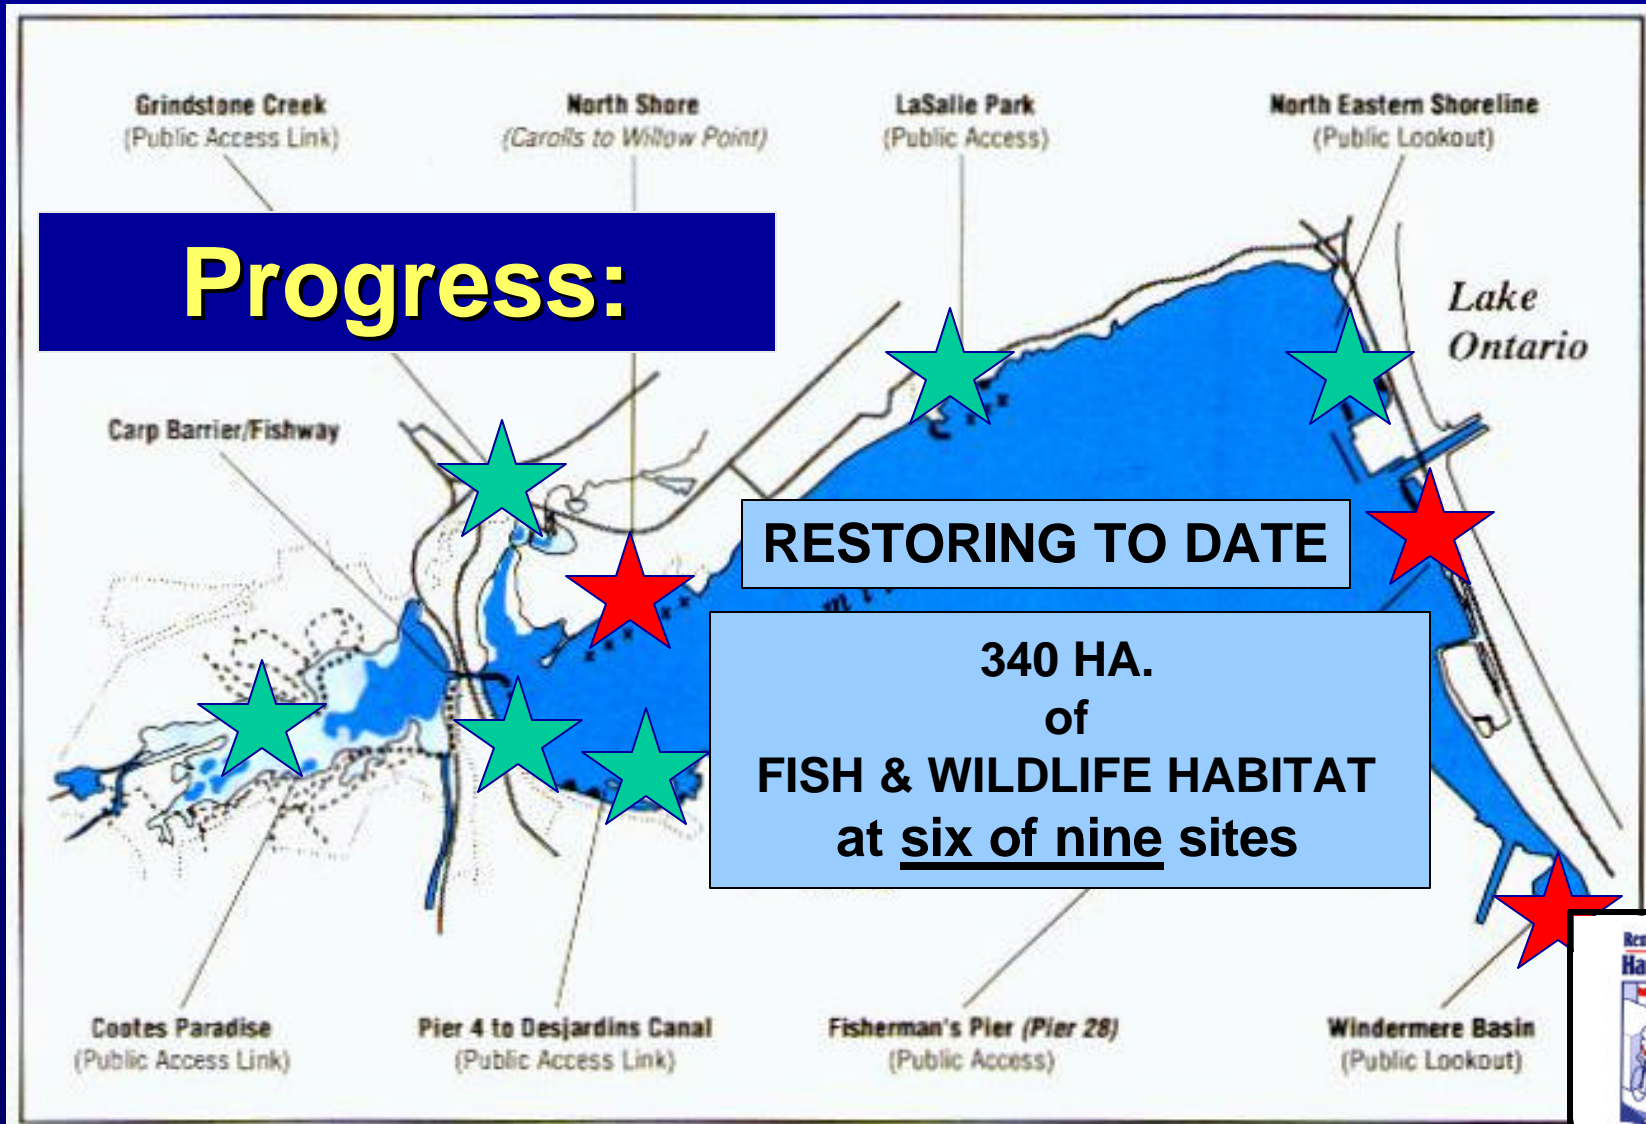 Grindstone Creek
(Public Access Link)
North Shore
(Carolls to Willow Point)
LaSalle Park
(Public Access)
North Eastern Shoreline
(Public Lookout)
Progress:
Lake
Ontario
Carp Barrier/Fishway
RESTORING TO DATE
340 HA.
of
FISH & WILDLIFE HABITAT
at six of nine sites
Cootes Paradise
(Public Access Link)
Pier 4 to Desjardins Canal
(Public Access Link)
Fisherman's Pier (Pier 28)
(Public Access)
Windermere Basin
(Public Lookout)